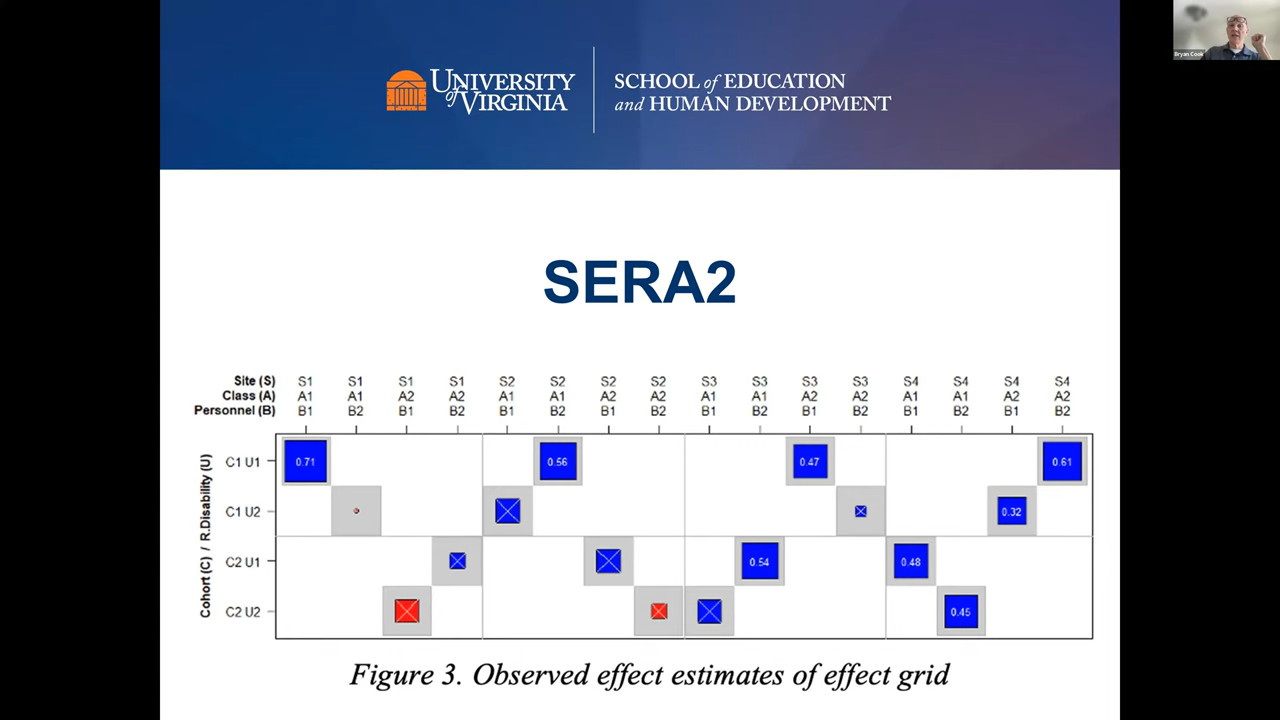 Bryan Cook
UNIVERSITY of VIRGINIA
SCHOOL of EDUCATION
and HUMAN DEVELOPMENT
SERA2
Site (S) S1 S1 S1 S1 S2 S2 S2 S2 S3 S3 S3 S3 S4 S4 S4 S4
Class (A) A1 A1 A2 A2 A1 A1 A2 A2 A1 A1 A2 A2 A1 A1 A2 A2
Personnel (B) B1 B2 B1 B2 B1 B2 B1 B2 B1 B2 B1 B2 B1 B2 B1 B2
Cohort (C) / R.Disability (U)
C1 U1 0.71 0.56 0.47 0.61
C1 U2 0.32
C2 U1 0.54 0.48
C2 U2 0.45
Figure 3. Observed effect estimates of effect grid